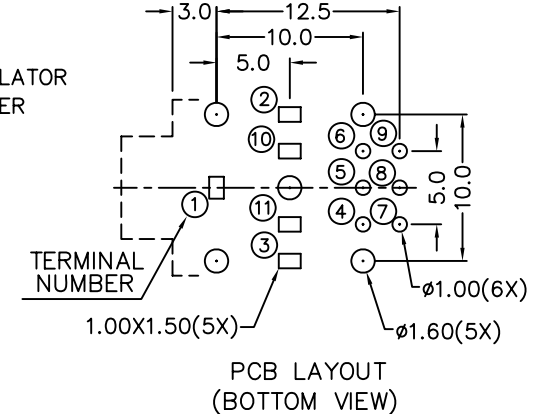 3.0
12.5
10.0
5.0
LATOR
ER
2
10
6
9
5
8
1
11
4
7
3
5.0
10.0
TERMINAL
NUMBER
ø1.00(6X)
1.00X1.50(5X)
ø1.60(5X)
PCB LAYOUT
(BOTTOM VIEW)